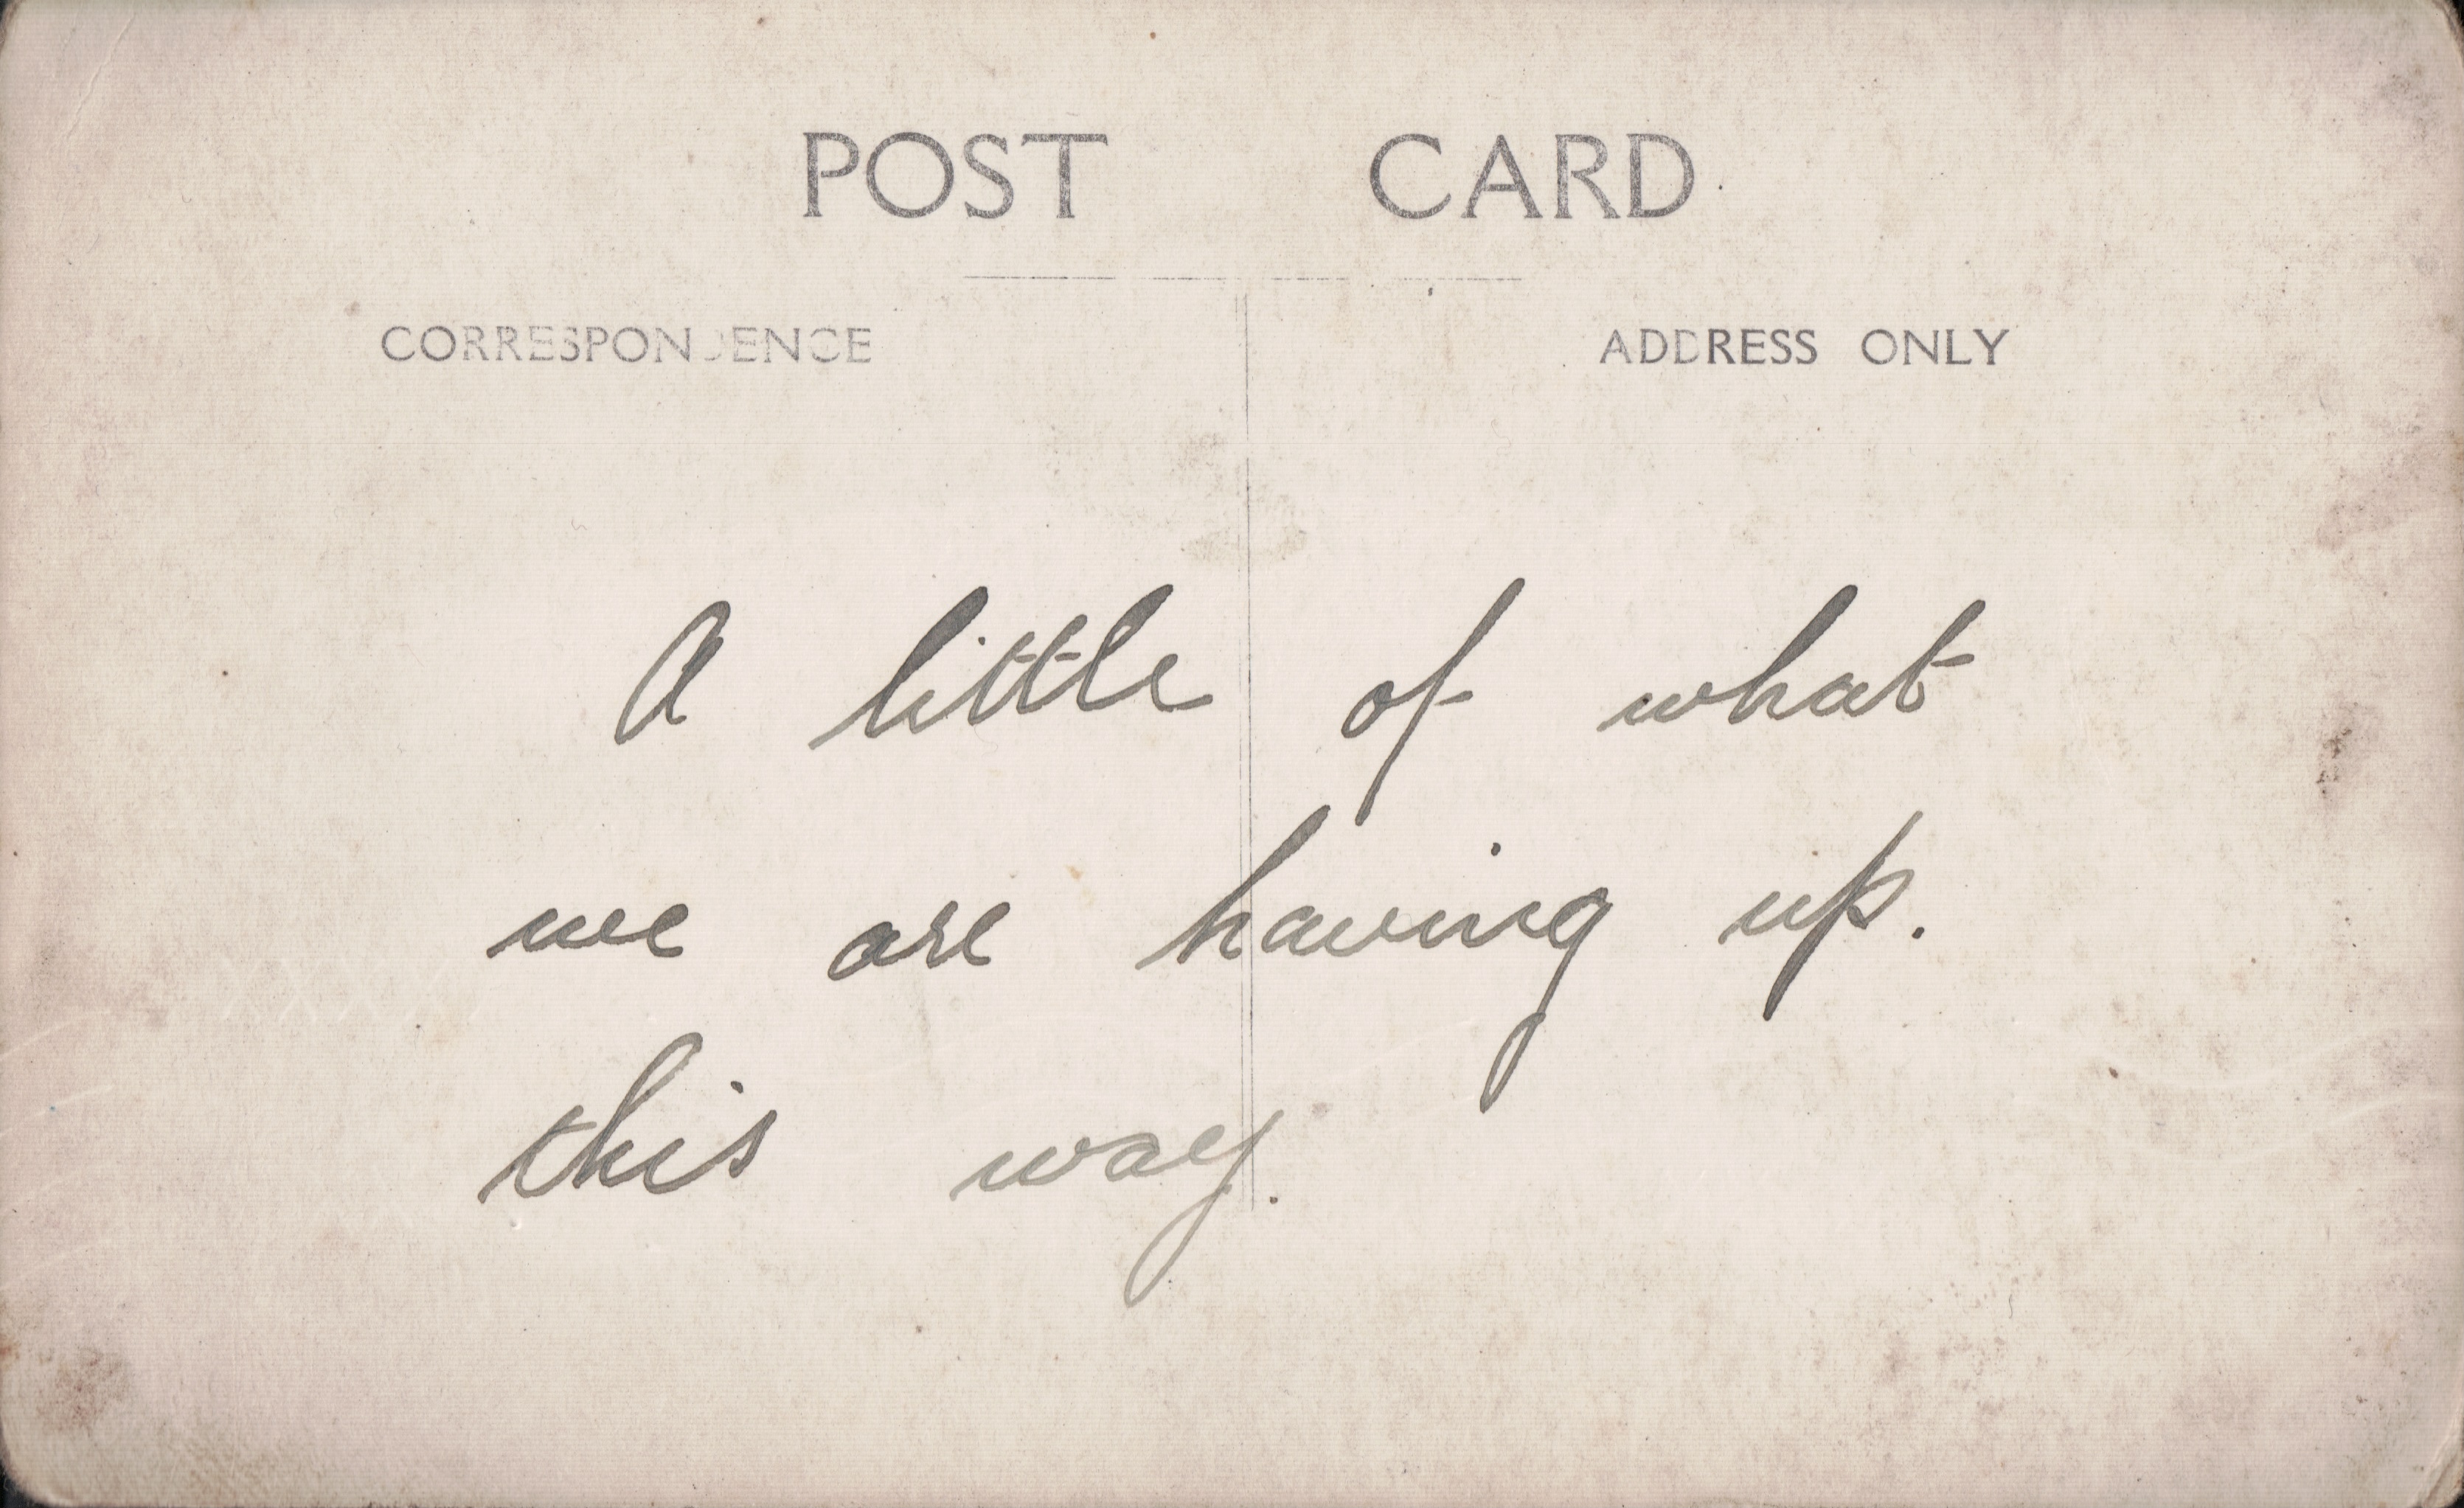 POST CARD
CORRESPONDENCE ADDRESS ONLY
A little of what
we are having up.
this way.